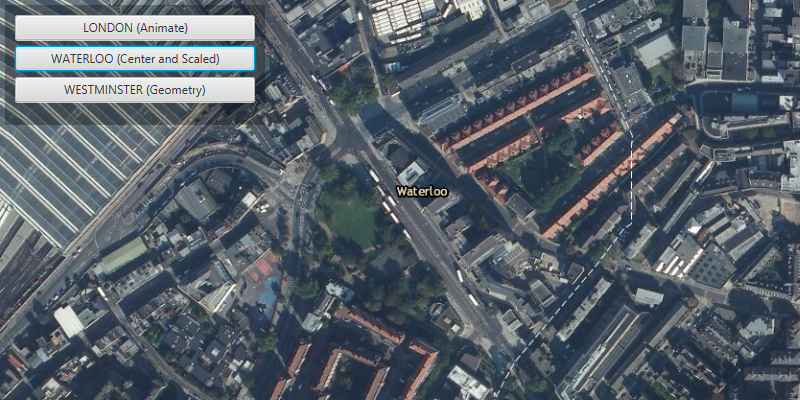 LONDON (Animate)
WATERLOO (Center and Scaled)
WESTMINSTER (Geometry)
Waterloo